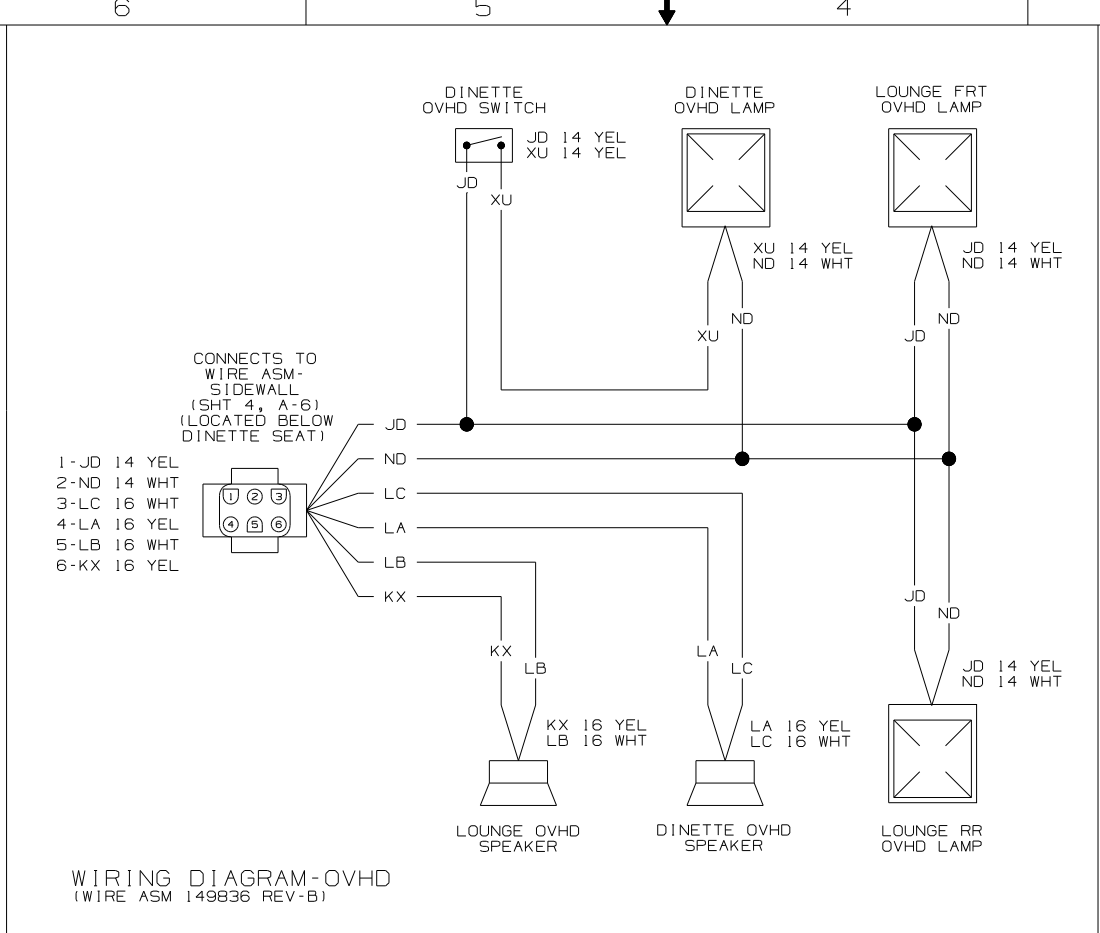 6
5
4
DINETTE
OVHD SWITCH
JD 14 YEL
XU 14 YEL
JD
XU
DINETTE
OVHD LAMP
XU 14 YEL
ND 14 WHT
ND
XU
LOUNGE FRT
OVHD LAMP
JD 14 YEL
ND 14 WHT
ND
JD
CONNECTS TO
WIRE ASM-
SIDEWALL
(SHT 4, A-6)
(LOCATED BELOW
DINETTE SEAT)
1-JD 14 YEL
2-ND 14 WHT
3-LC 16 WHT
4-LA 16 YEL
5-LB 16 WHT
6-KX 16 YEL
1 2 3
4 5 6
JD
ND
LC
LA
LB
KX
KX
LB
KX 16 YEL
LB 16 WHT
LOUNGE OVHD
SPEAKER
LA
LC
LA 16 YEL
LC 16 WHT
DINETTE OVHD
SPEAKER
JD
ND
JD 14 YEL
ND 14 WHT
LOUNGE RR
OVHD LAMP
WIRING DIAGRAM-OVHD
(WIRE ASM 149836 REV-B)